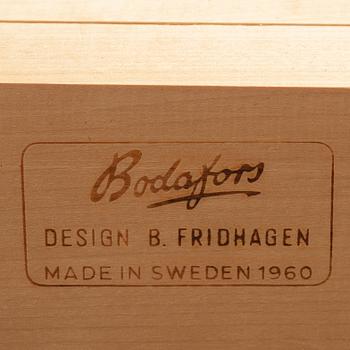 Bodafors
DESIGN B. FRIDHAGEN
MADE IN SWEDEN 1960